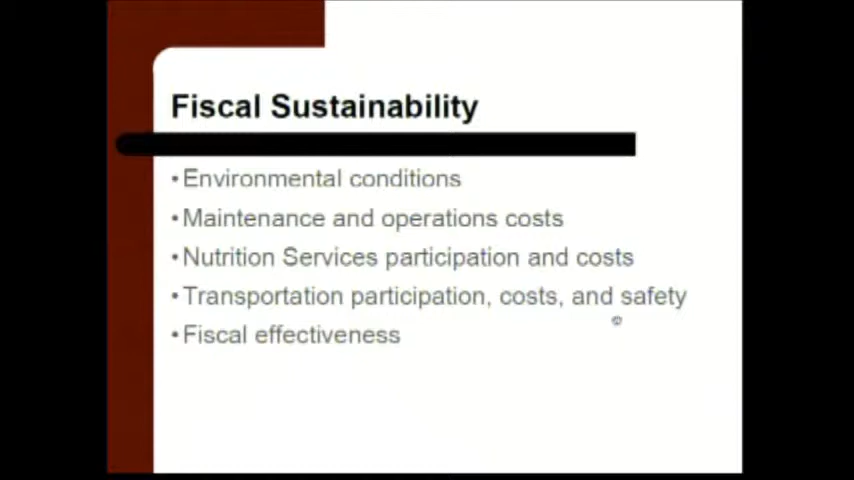 Fiscal Sustainability
•Environmental conditions
•Maintenance and operations costs
•Nutrition Services participation and costs
•Transportation participation, costs, and safety
•Fiscal effectiveness